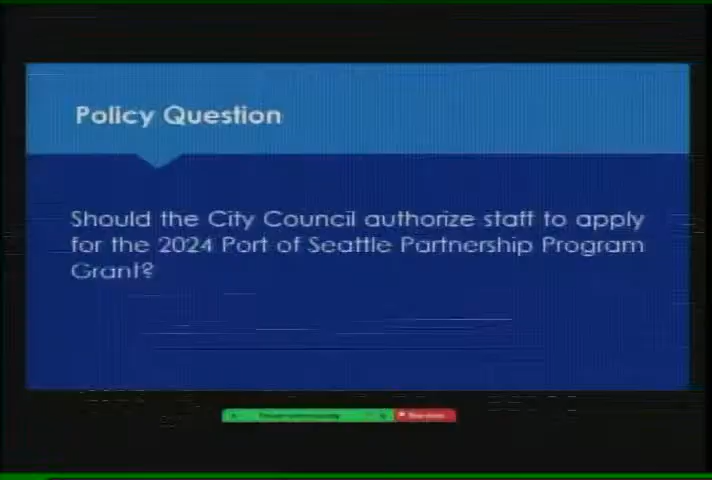 Policy Question
Should the City Council authorize staff to apply
for the 2024 Port of Seattle Partnership Program
Grant?